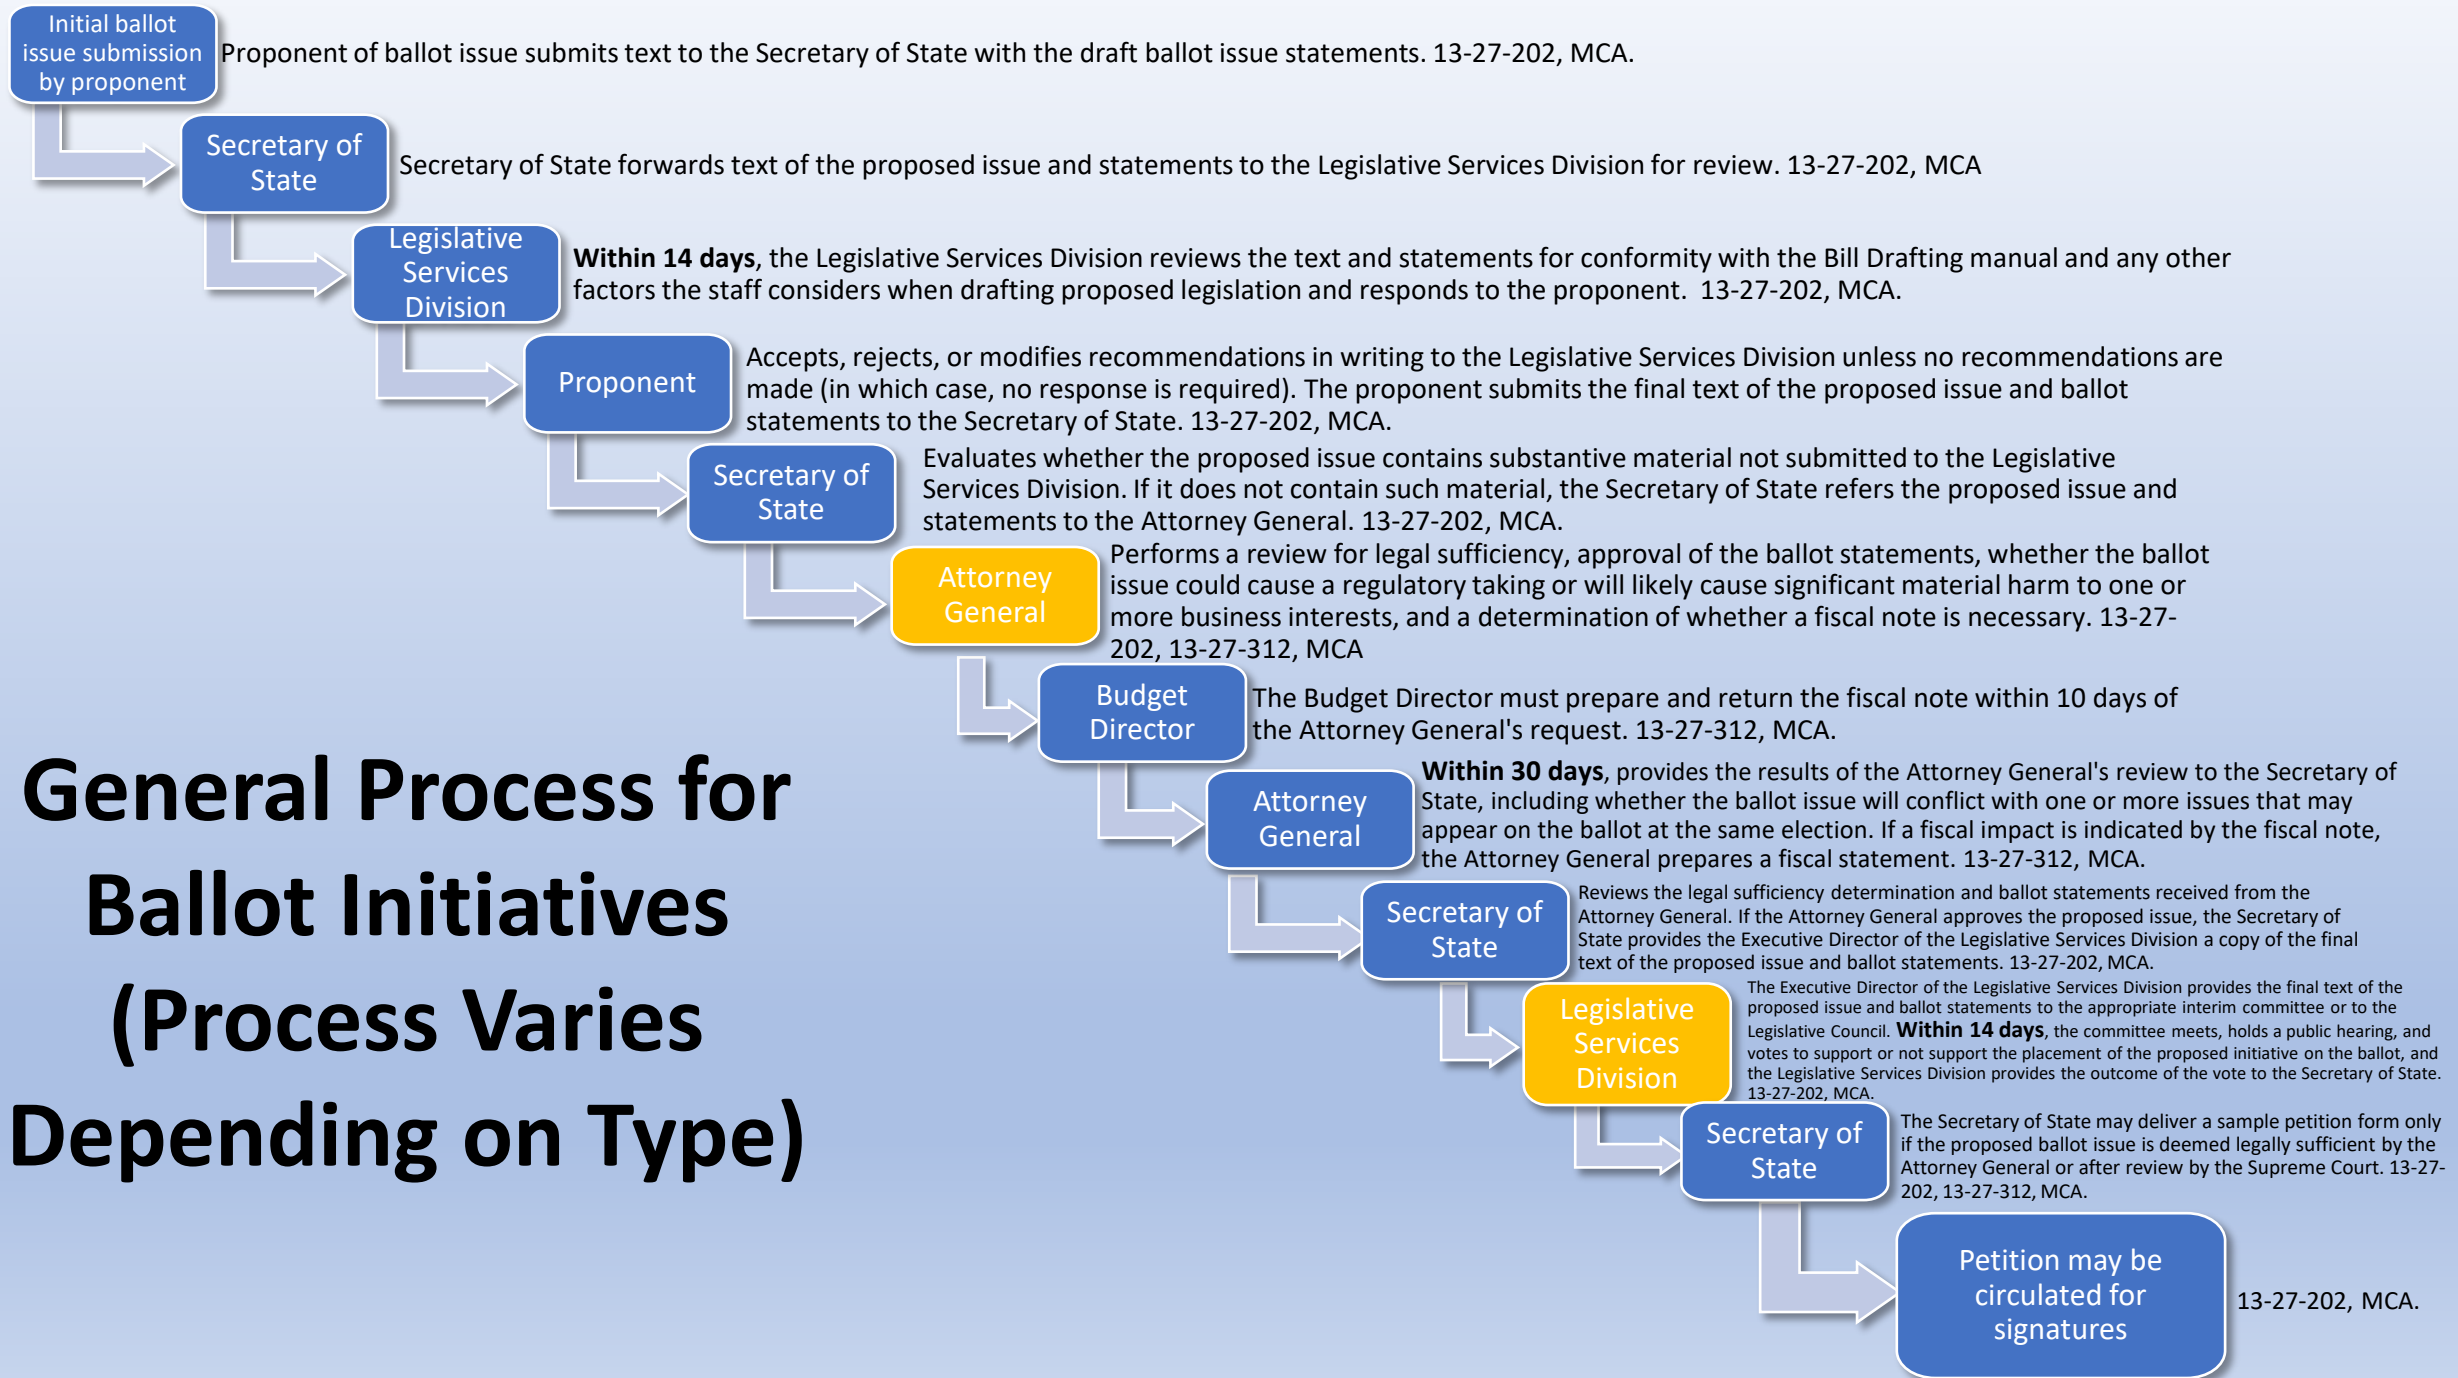 Initial ballot
issue submission
by proponent
Proponent of ballot issue submits text to the Secretary of State with the draft ballot issue statements. 13-27-202, MCA.
Secretary of
State
Secretary of State forwards text of the proposed issue and statements to the Legislative Services Division for review. 13-27-202, MCA
Legislative
Services
Division
Within 14 days, the Legislative Services Division reviews the text and statements for conformity with the Bill Drafting manual and any other
factors the staff considers when drafting proposed legislation and responds to the proponent. 13-27-202, MCA.
Proponent
Accepts, rejects, or modifies recommendations in writing to the Legislative Services Division unless no recommendations are
made (in which case, no response is required). The proponent submits the final text of the proposed issue and ballot
statements to the Secretary of State. 13-27-202, MCA.
Secretary of
State
Evaluates whether the proposed issue contains substantive material not submitted to the Legislative
Services Division. If it does not contain such material, the Secretary of State refers the proposed issue and
statements to the Attorney General. 13-27-202, MCA.
Attorney
General
Performs a review for legal sufficiency, approval of the ballot statements, whether the ballot
issue could cause a regulatory taking or will likely cause significant material harm to one or
more business interests, and a determination of whether a fiscal note is necessary. 13-27-
202, 13-27-312, MCA
Budget
Director
The Budget Director must prepare and return the fiscal note within 10 days of
the Attorney General's request. 13-27-312, MCA.
Attorney
General
Within 30 days, provides the results of the Attorney General's review to the Secretary of
State, including whether the ballot issue will conflict with one or more issues that may
appear on the ballot at the same election. If a fiscal impact is indicated by the fiscal note,
the Attorney General prepares a fiscal statement. 13-27-312, MCA.
Secretary of
State
Reviews the legal sufficiency determination and ballot statements received from the
Attorney General. If the Attorney General approves the proposed issue, the Secretary of
State provides the Executive Director of the Legislative Services Division a copy of the final
text of the proposed issue and ballot statements. 13-27-202, MCA.
Legislative
Services
Division
The Executive Director of the Legislative Services Division provides the final text of the
proposed issue and ballot statements to the appropriate interim committee or to the
Legislative Council. Within 14 days, the committee meets, holds a public hearing, and
votes to support or not support the placement of the proposed initiative on the ballot, and
the Legislative Services Division provides the outcome of the vote to the Secretary of State.
13-27-202, MCA.
Secretary of
State
The Secretary of State may deliver a sample petition form only
if the proposed ballot issue is deemed legally sufficient by the
Attorney General or after review by the Supreme Court. 13-27-
202, 13-27-312, MCA.
Petition may be
circulated for
signatures
13-27-202, MCA.
General Process for
Ballot Initiatives
(Process Varies
Depending on Type)